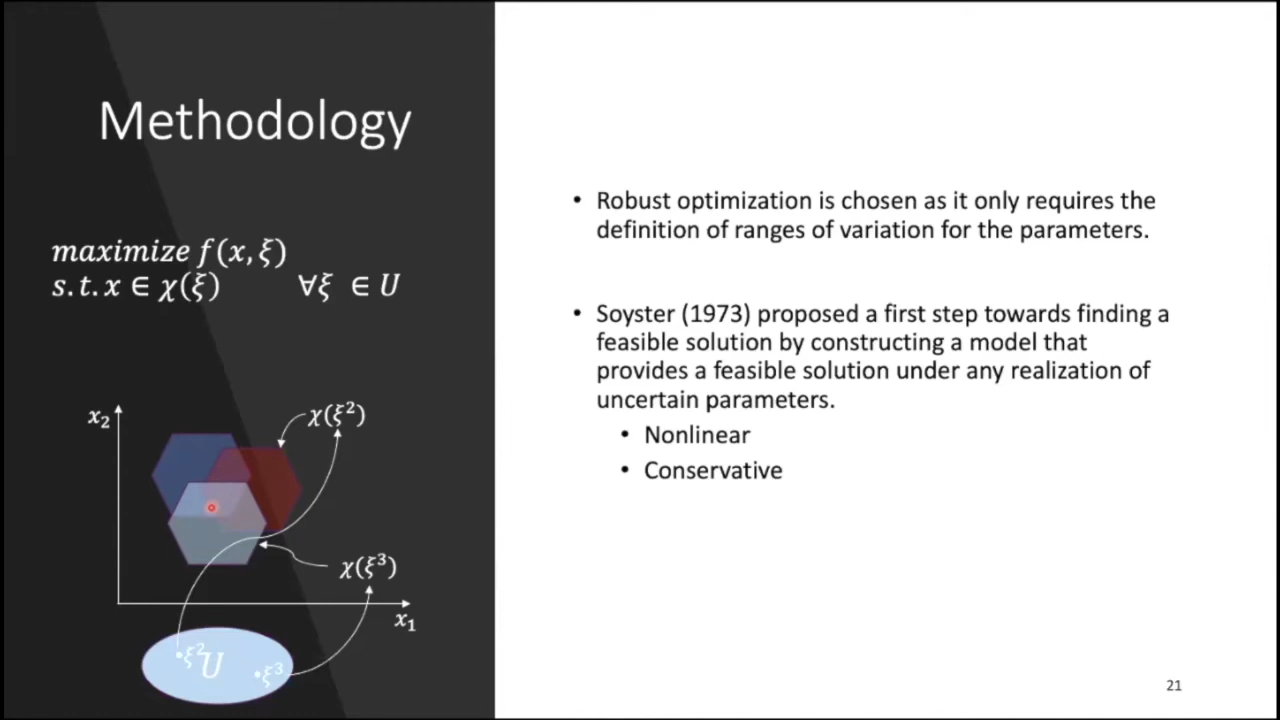 Methodology
maximize f(x, ξ)
s.t. x ∈ χ(ξ) ∀ξ ∈ U
x₂
χ(ξ²)
χ(ξ³)
x₁
ξ²
U
ξ³
• Robust optimization is chosen as it only requires the
definition of ranges of variation for the parameters.
• Soyster (1973) proposed a first step towards finding a
feasible solution by constructing a model that
provides a feasible solution under any realization of
uncertain parameters.
• Nonlinear
• Conservative
21